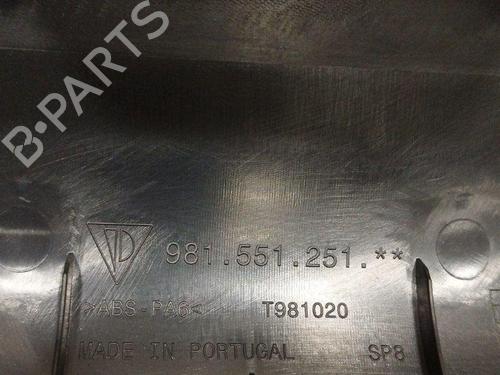 B-PARTS
981.551.251.**
>ABS-PA6< T981020
MADE IN PORTUGAL SP8